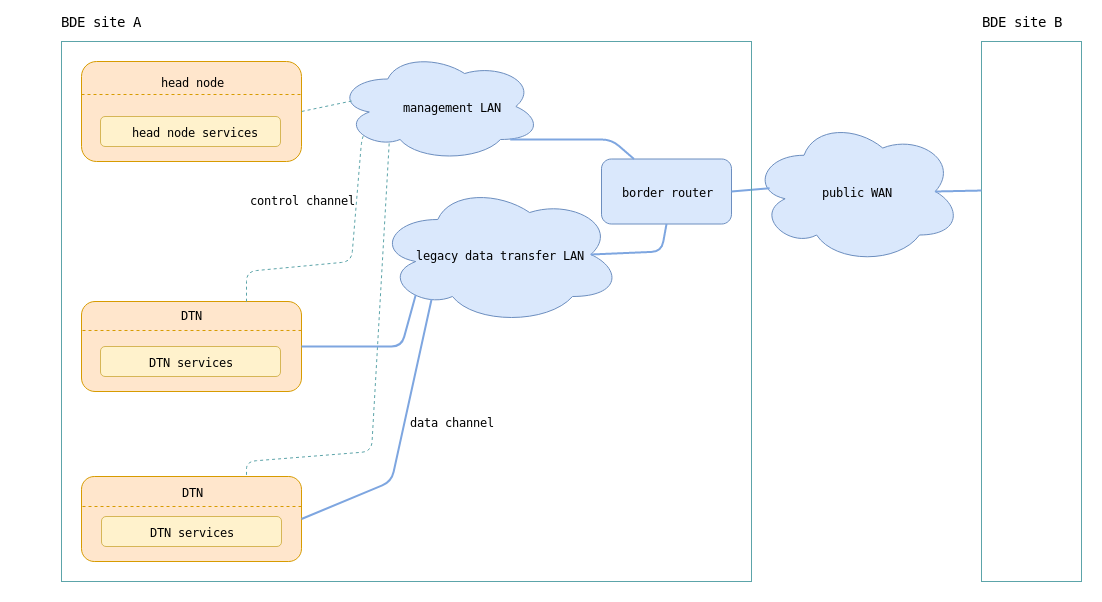 BDE site A
BDE site B
head node
head node services
management LAN
border router
public WAN
control channel
legacy data transfer LAN
DTN
DTN services
data channel
DTN
DTN services